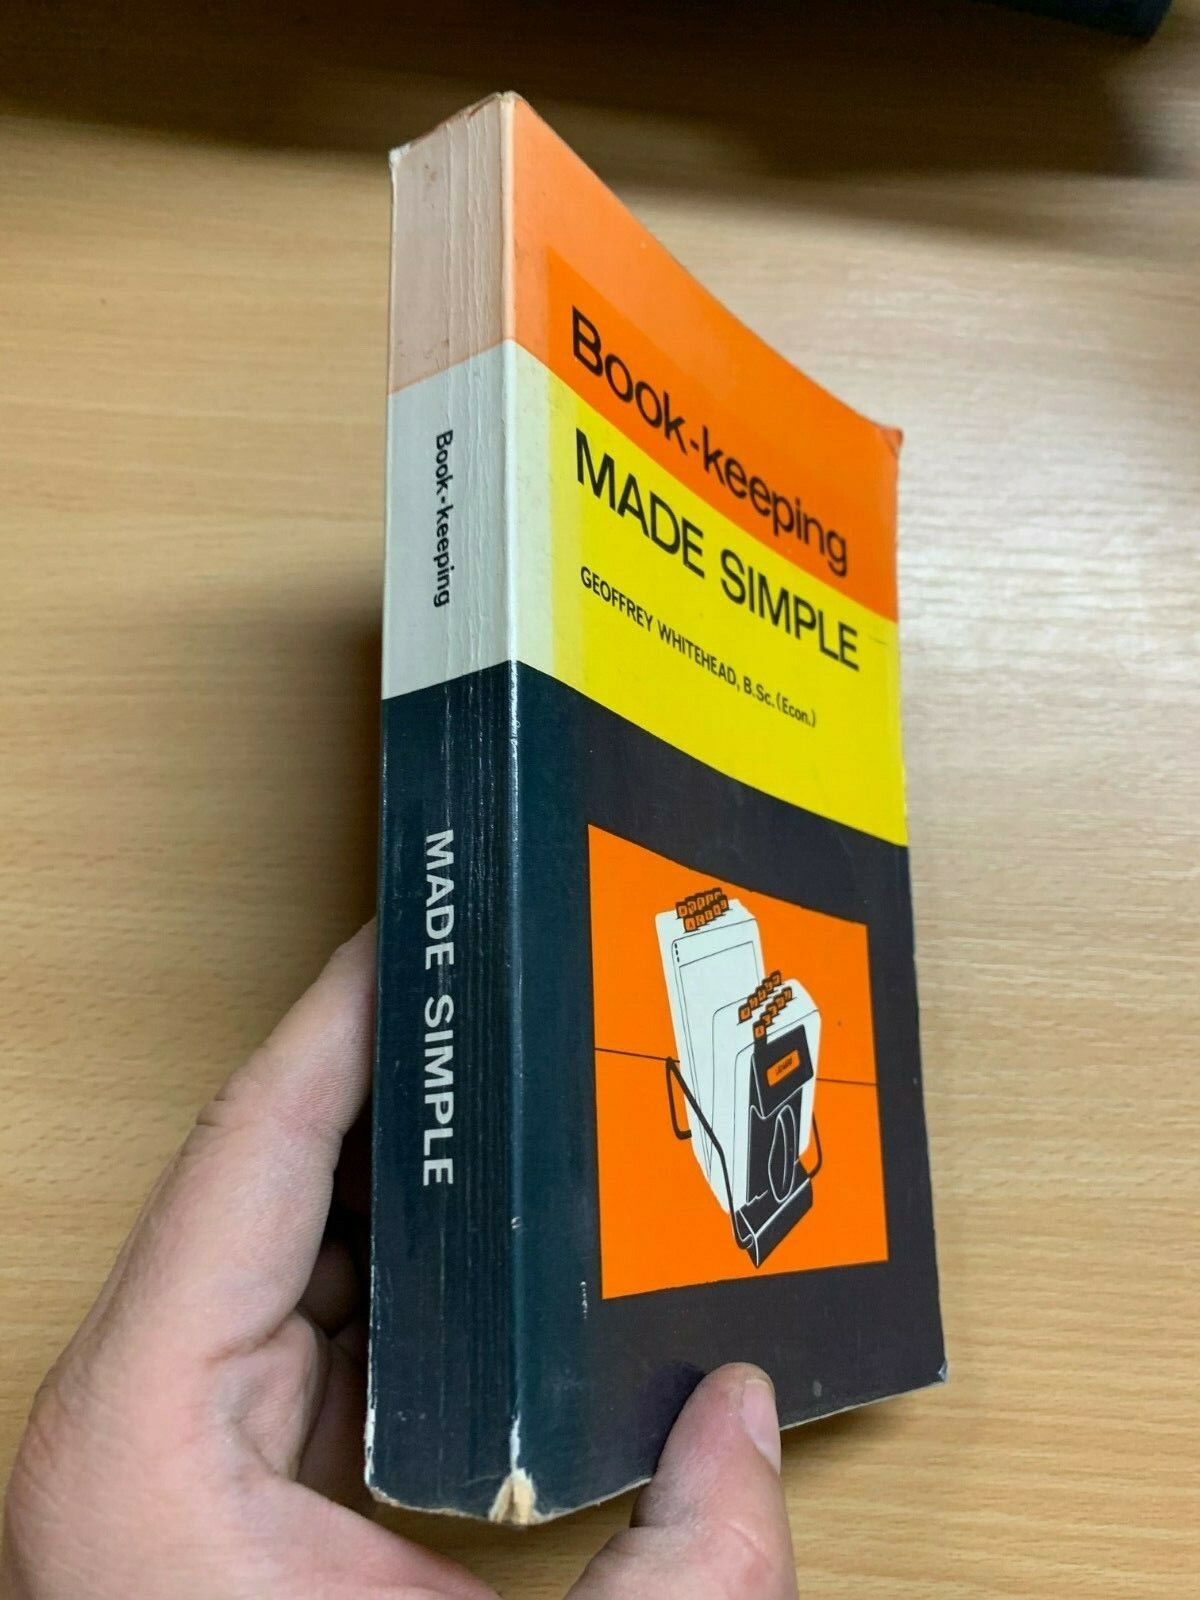 Book-keeping
MADE SIMPLE
GEOFFREY WHITEHEAD, B.Sc. (Econ.)
Book-keeping
MADE SIMPLE